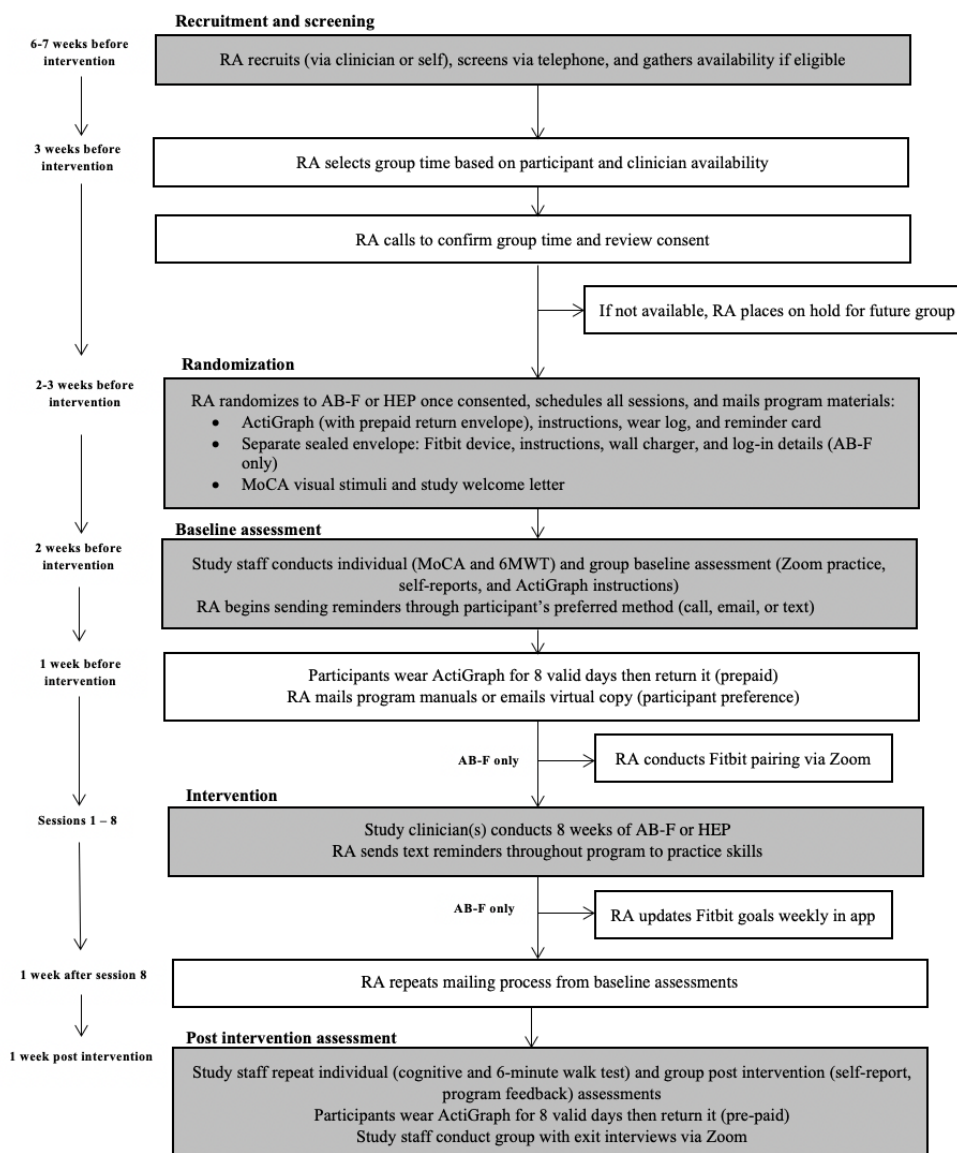 Recruitment and screening
6-7 weeks before
intervention
RA recruits (via clinician or self), screens via telephone, and gathers availability if eligible
3 weeks before
intervention
RA selects group time based on participant and clinician availability
RA calls to confirm group time and review consent
If not available, RA places on hold for future group
Randomization
2-3 weeks before
intervention
RA randomizes to AB-F or HEP once consented, schedules all sessions, and mails program materials:
• ActiGraph (with prepaid return envelope), instructions, wear log, and reminder card
• Separate sealed envelope: Fitbit device, instructions, wall charger, and log-in details (AB-F
only)
• MoCA visual stimuli and study welcome letter
Baseline assessment
2 weeks before
intervention
Study staff conducts individual (MoCA and 6MWT) and group baseline assessment (Zoom practice,
self-reports, and ActiGraph instructions)
RA begins sending reminders through participant's preferred method (call, email, or text)
1 week before
intervention
Participants wear ActiGraph for 8 valid days then return it (prepaid)
RA mails program manuals or emails virtual copy (participant preference)
AB-F only
RA conducts Fitbit pairing via Zoom
Intervention
Sessions 1 – 8
Study clinician(s) conducts 8 weeks of AB-F or HEP
RA sends text reminders throughout program to practice skills
AB-F only
RA updates Fitbit goals weekly in app
1 week after session 8
RA repeats mailing process from baseline assessments
Post intervention assessment
1 week post intervention
Study staff repeat individual (cognitive and 6-minute walk test) and group post intervention (self-report,
program feedback) assessments
Participants wear ActiGraph for 8 valid days then return it (pre-paid)
Study staff conduct group with exit interviews via Zoom